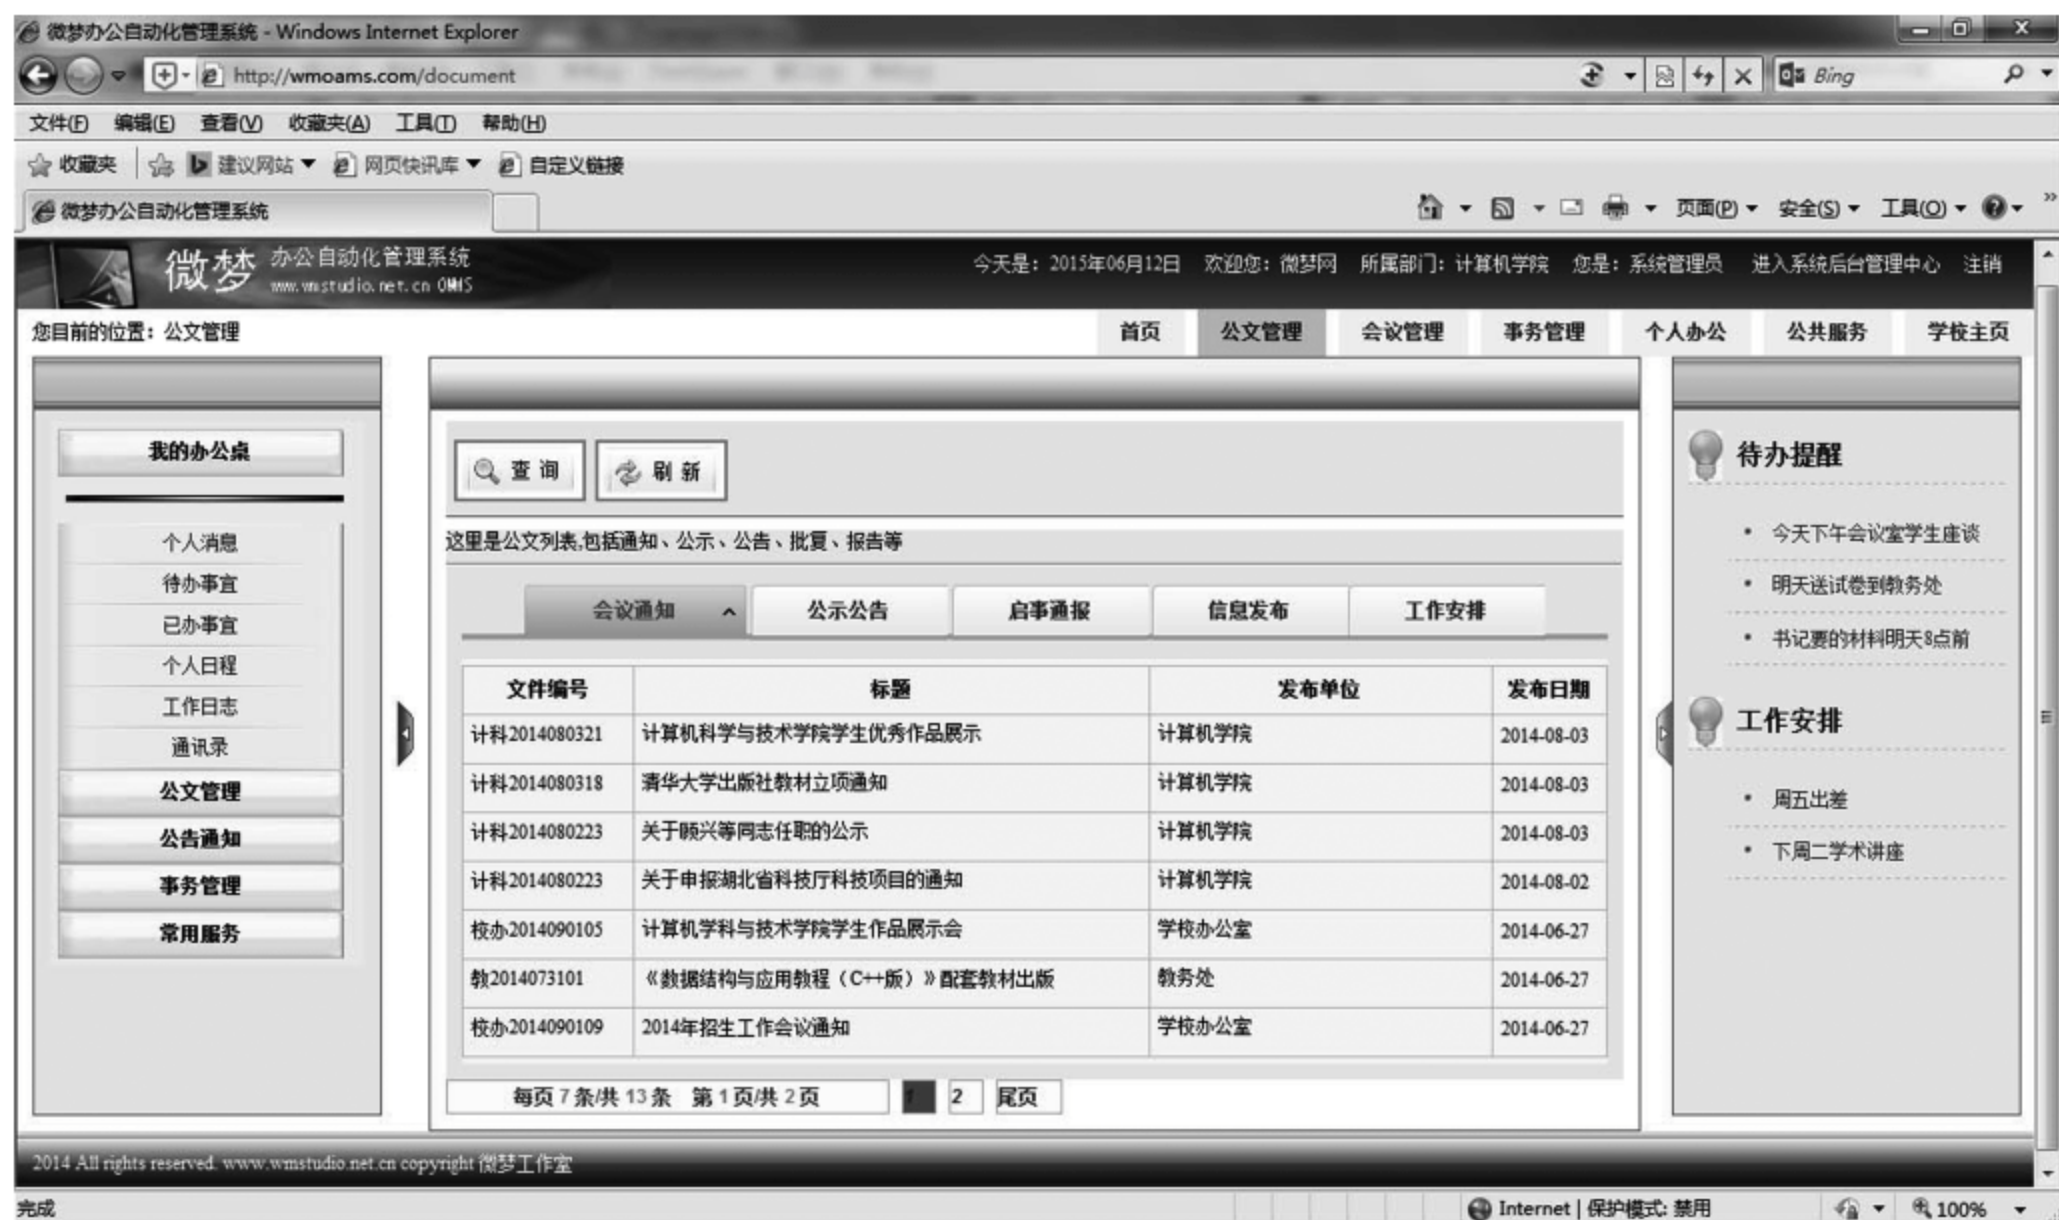 微梦办公自动化管理系统 - Windows Internet Explorer
http://wmoams.com/document
Bing
文件(F) 编辑(E) 查看(V) 收藏夹(A) 工具(T) 帮助(H)
收藏夹 建议网站 网页快讯库 自定义链接
微梦办公自动化管理系统
页面(P) 安全(S) 工具(O)
微梦 办公自动化管理系统
www.wmstudio.net.cn OMIS
今天是：2015年06月12日 欢迎您：微梦网 所属部门：计算机学院 您是：系统管理员 进入系统后台管理中心 注销
您目前的位置：公文管理
首页 公文管理 会议管理 事务管理 个人办公 公共服务 学校主页
我的办公桌
个人消息
待办事宜
已办事宜
个人日程
工作日志
通讯录
公文管理
公告通知
事务管理
常用服务
查 询 刷 新
这里是公文列表,包括通知、公示、公告、批复、报告等
会议通知 公示公告 启事通报 信息发布 工作安排
文件编号 标题 发布单位 发布日期
计科2014080321 计算机科学与技术学院学生优秀作品展示 计算机学院 2014-08-03
计科2014080318 清华大学出版社教材立项通知 计算机学院 2014-08-03
计科2014080223 关于顾兴等同志任职的公示 计算机学院 2014-08-03
计科2014080223 关于申报湖北省科技厅科技项目的通知 计算机学院 2014-08-02
校办2014090105 计算机学科与技术学院学生作品展示会 学校办公室 2014-06-27
教2014073101 《数据结构与应用教程（C++版）》配套教材出版 教务处 2014-06-27
校办2014090109 2014年招生工作会议通知 学校办公室 2014-06-27
每页 7 条/共 13 条 第 1 页/共 2 页 1 2 尾页
待办提醒
• 今天下午会议室学生座谈
• 明天送试卷到教务处
• 书记要的材料明天8点前
工作安排
• 周五出差
• 下周二学术讲座
2014 All rights reserved. www.wmstudio.net.cn copyright 微梦工作室
完成
Internet | 保护模式: 禁用
100%